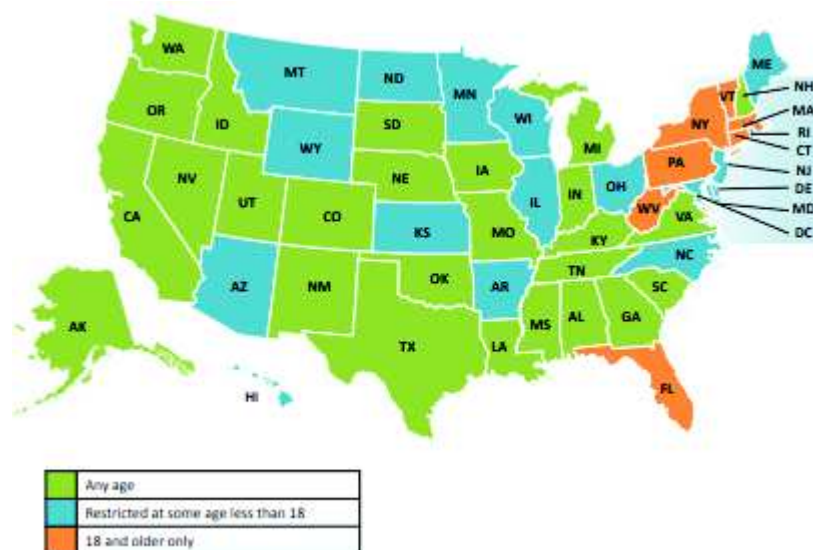 WA
MT
ND
MN
ME
NH
VT
MA
OR
ID
SD
WI
NY
RI
WY
CT
MI
PA
NJ
IA
NE
NV
OH
DE
IL
IN
UT
WV
MD
CA
CO
VA
DC
KS
MO
KY
NC
TN
OK
AZ
NM
AR
SC
MS
AL
GA
AK
TX
LA
FL
HI
Any age
Restricted at some age less than 18
18 and older only